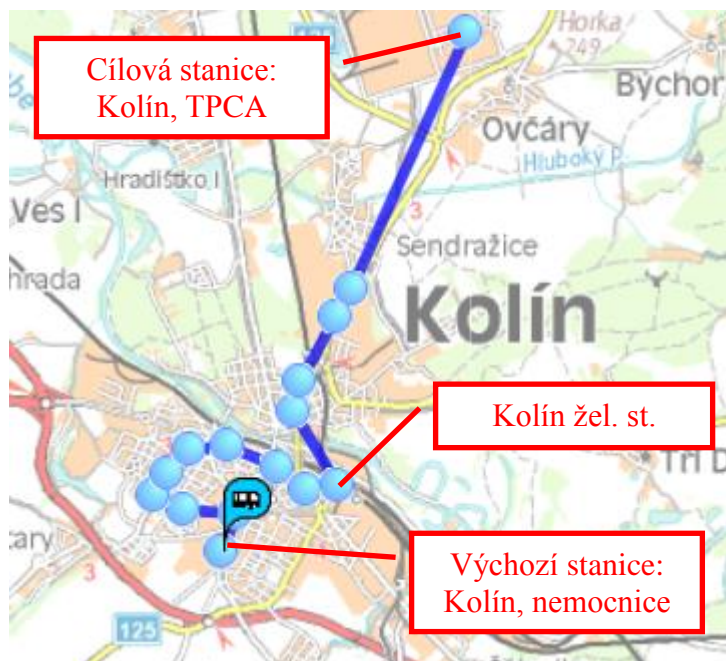 Cílová stanice:
Kolín, TPCA
Horka
249
Býchor
Ovčáry
Hluboký p.
Hradištko I
Ves I
3
Sendražice
hrada
Kolín
Kolín žel. st.
Tři D
tary
3
Výchozí stanice:
Kolín, nemocnice
125